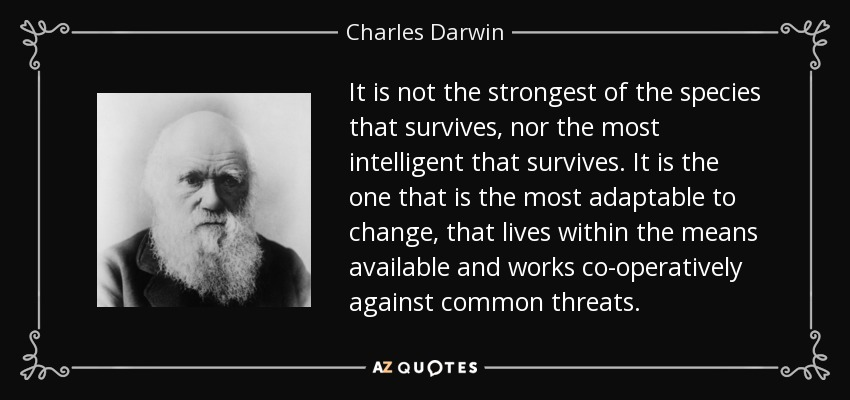 Charles Darwin
It is not the strongest of the species
that survives, nor the most
intelligent that survives. It is the
one that is the most adaptable to
change, that lives within the means
available and works co-operatively
against common threats.
AZ QUOTES